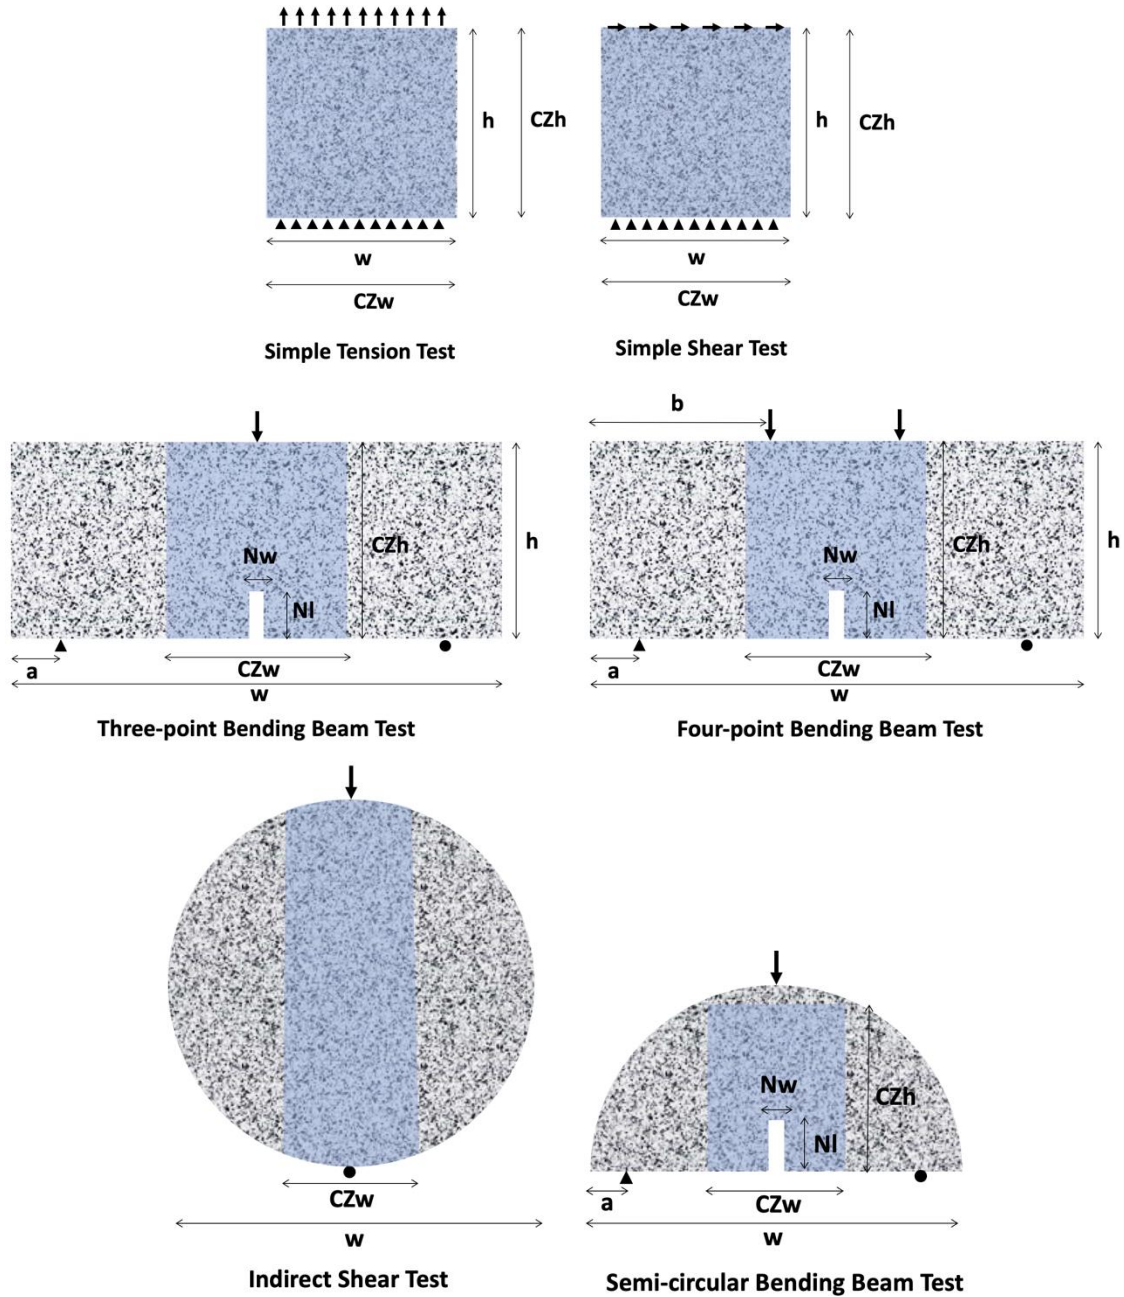 h
CZh
h
CZh
w
w
CZw
CZw
Simple Tension Test
Simple Shear Test
b
CZh
h
CZh
h
Nw
Nw
Nl
Nl
a
CZw
a
CZw
w
w
Three-point Bending Beam Test
Four-point Bending Beam Test
Nw
CZh
Nl
CZw
a
CZw
w
w
Indirect Shear Test
Semi-circular Bending Beam Test